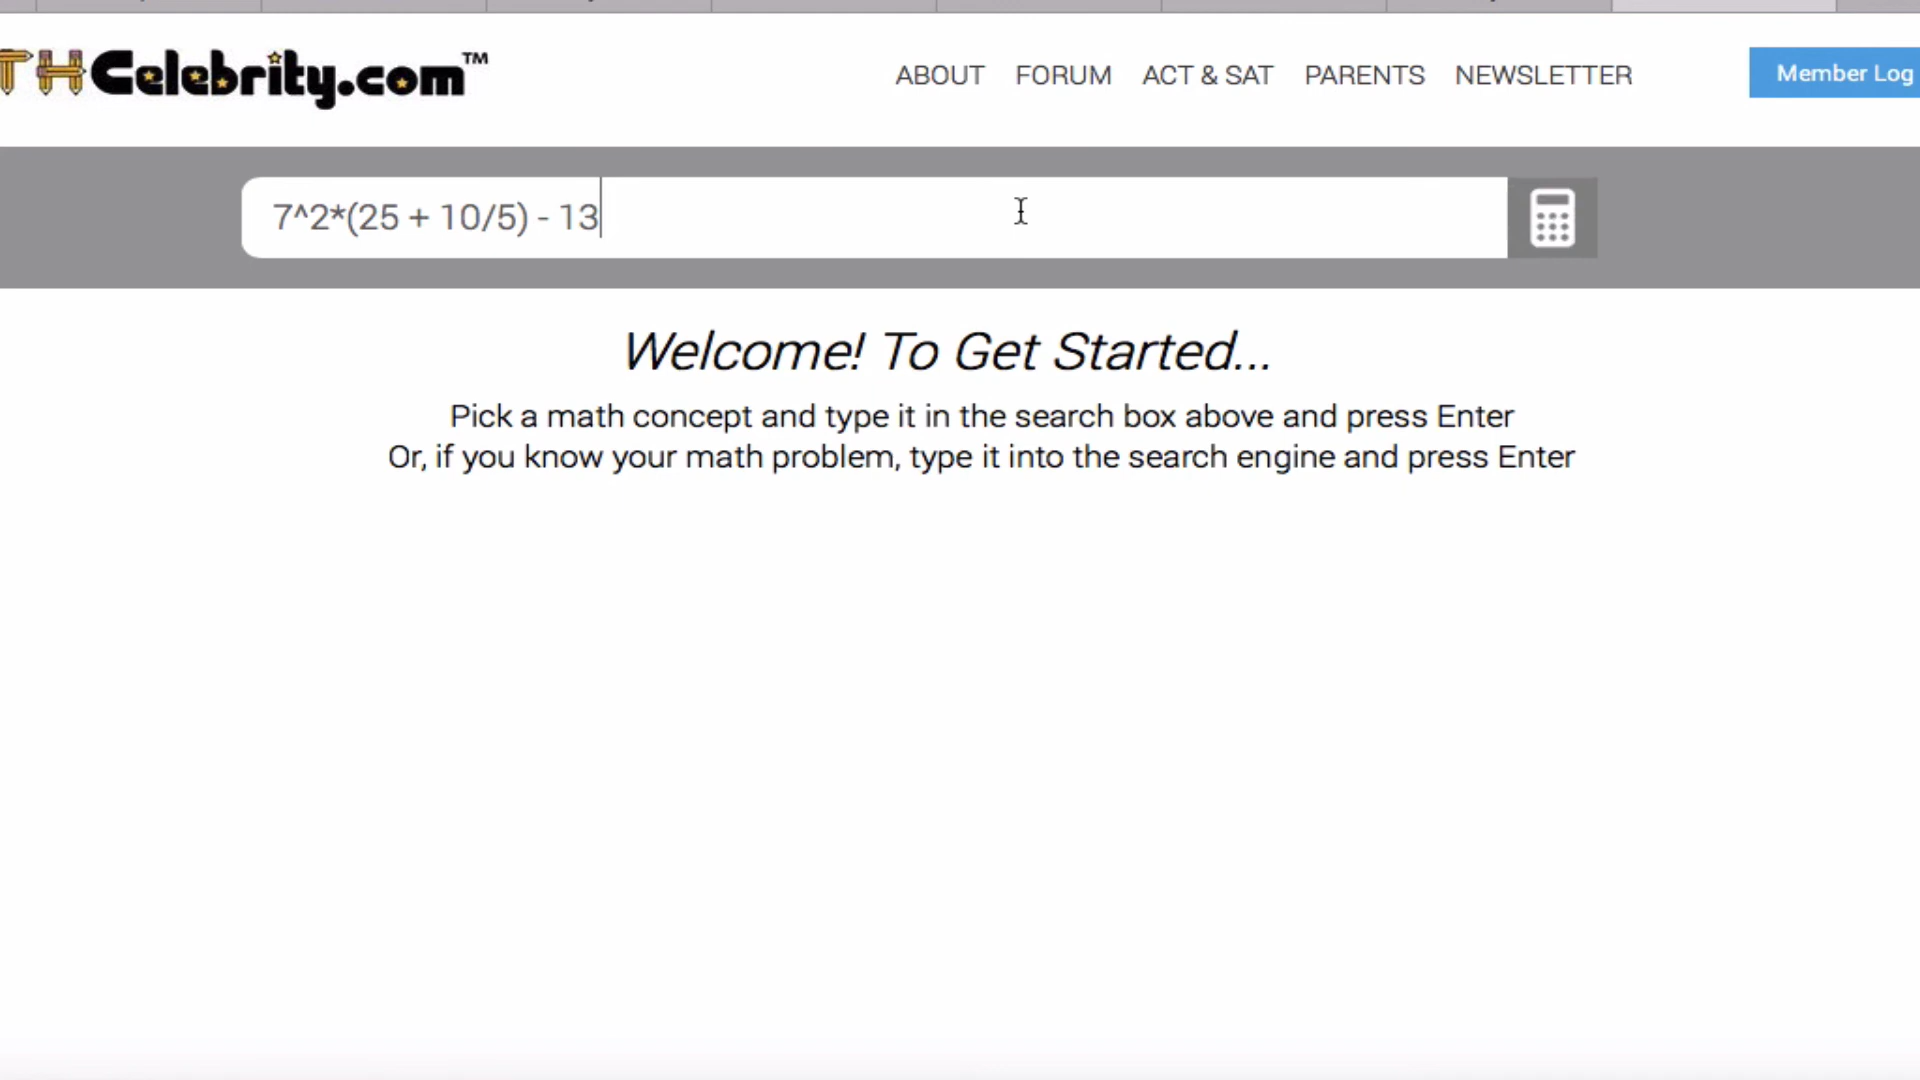 THCelebrity.com™
ABOUT FORUM ACT & SAT PARENTS NEWSLETTER
Member Log
7^2*(25 + 10/5) - 13
Welcome! To Get Started...
Pick a math concept and type it in the search box above and press Enter
Or, if you know your math problem, type it into the search engine and press Enter